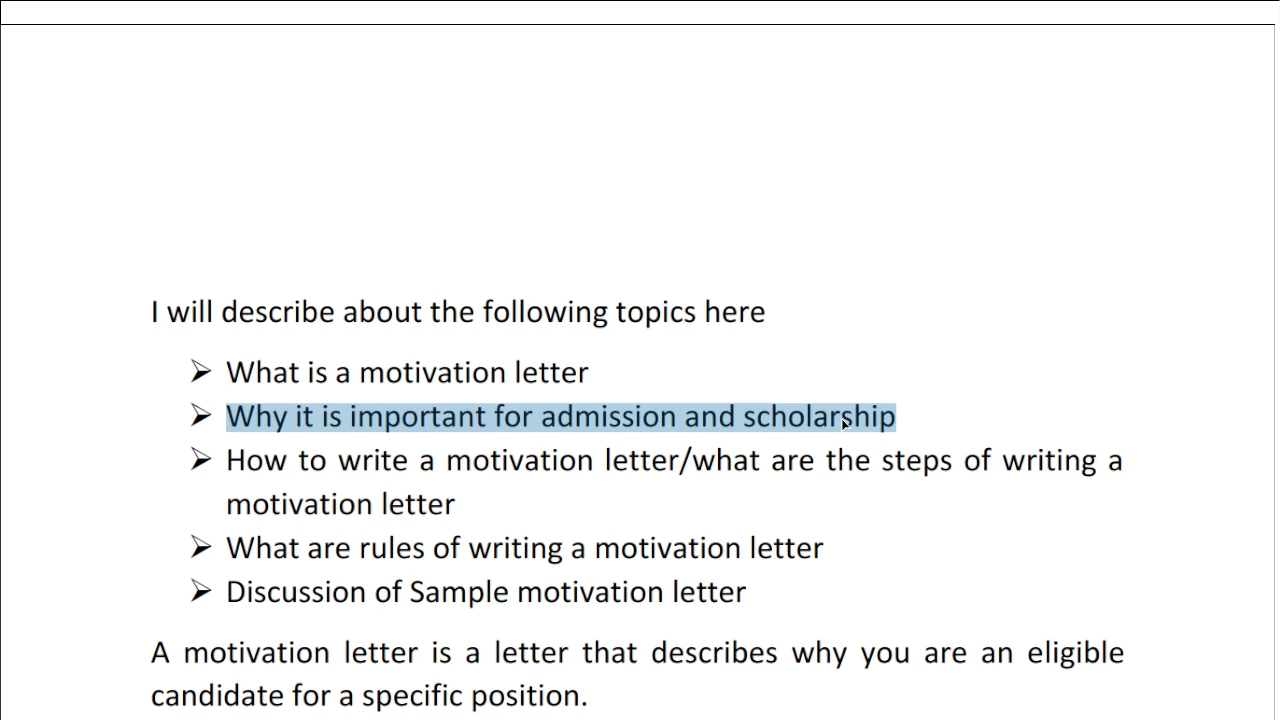 I will describe about the following topics here
➢ What is a motivation letter
➢ Why it is important for admission and scholarship
➢ How to write a motivation letter/what are the steps of writing a
motivation letter
➢ What are rules of writing a motivation letter
➢ Discussion of Sample motivation letter
A motivation letter is a letter that describes why you are an eligible
candidate for a specific position.